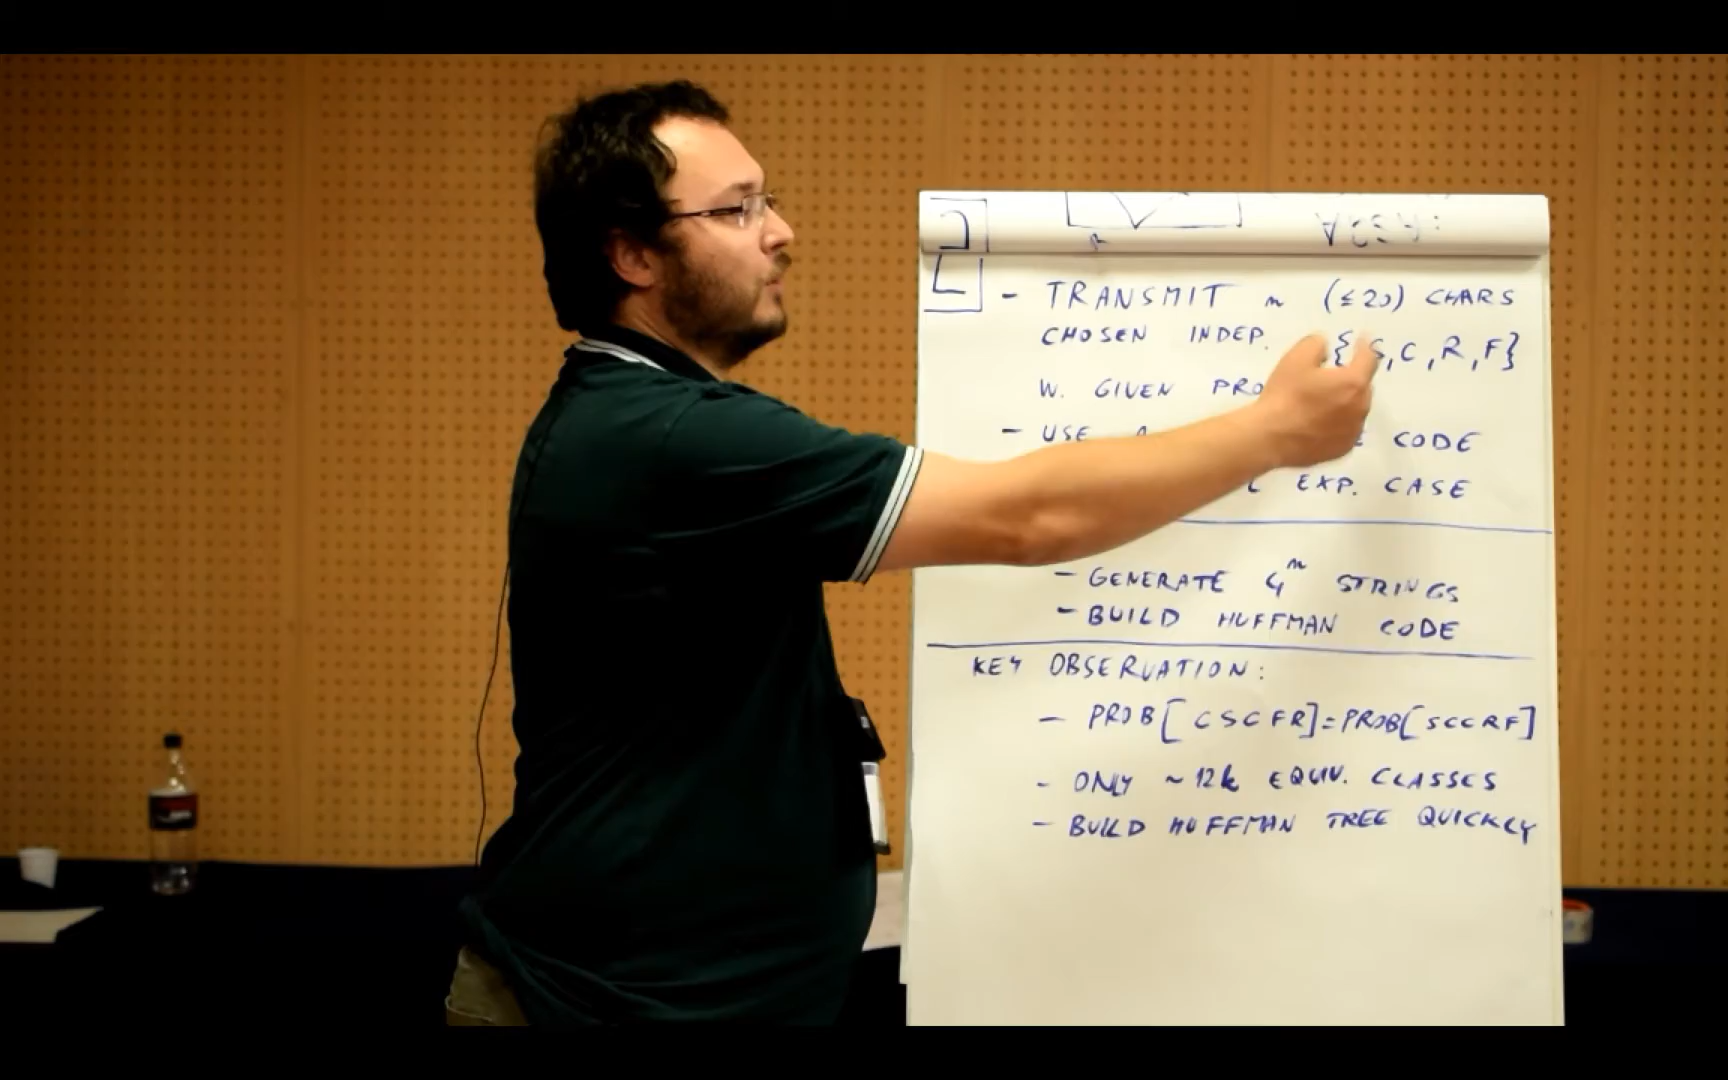 - TRANSMIT n (≤20) CHARS
CHOSEN INDEP. {S,C,R,F}
W. GIVEN PRO
- USE CODE
EXP. CASE
- GENERATE 4^n STRINGS
- BUILD HUFFMAN CODE
KEY OBSERVATION:
- PROB[CSCFR]=PROB[SCCRF]
- ONLY ~12k EQUIV. CLASSES
- BUILD HUFFMAN TREE QUICKLY